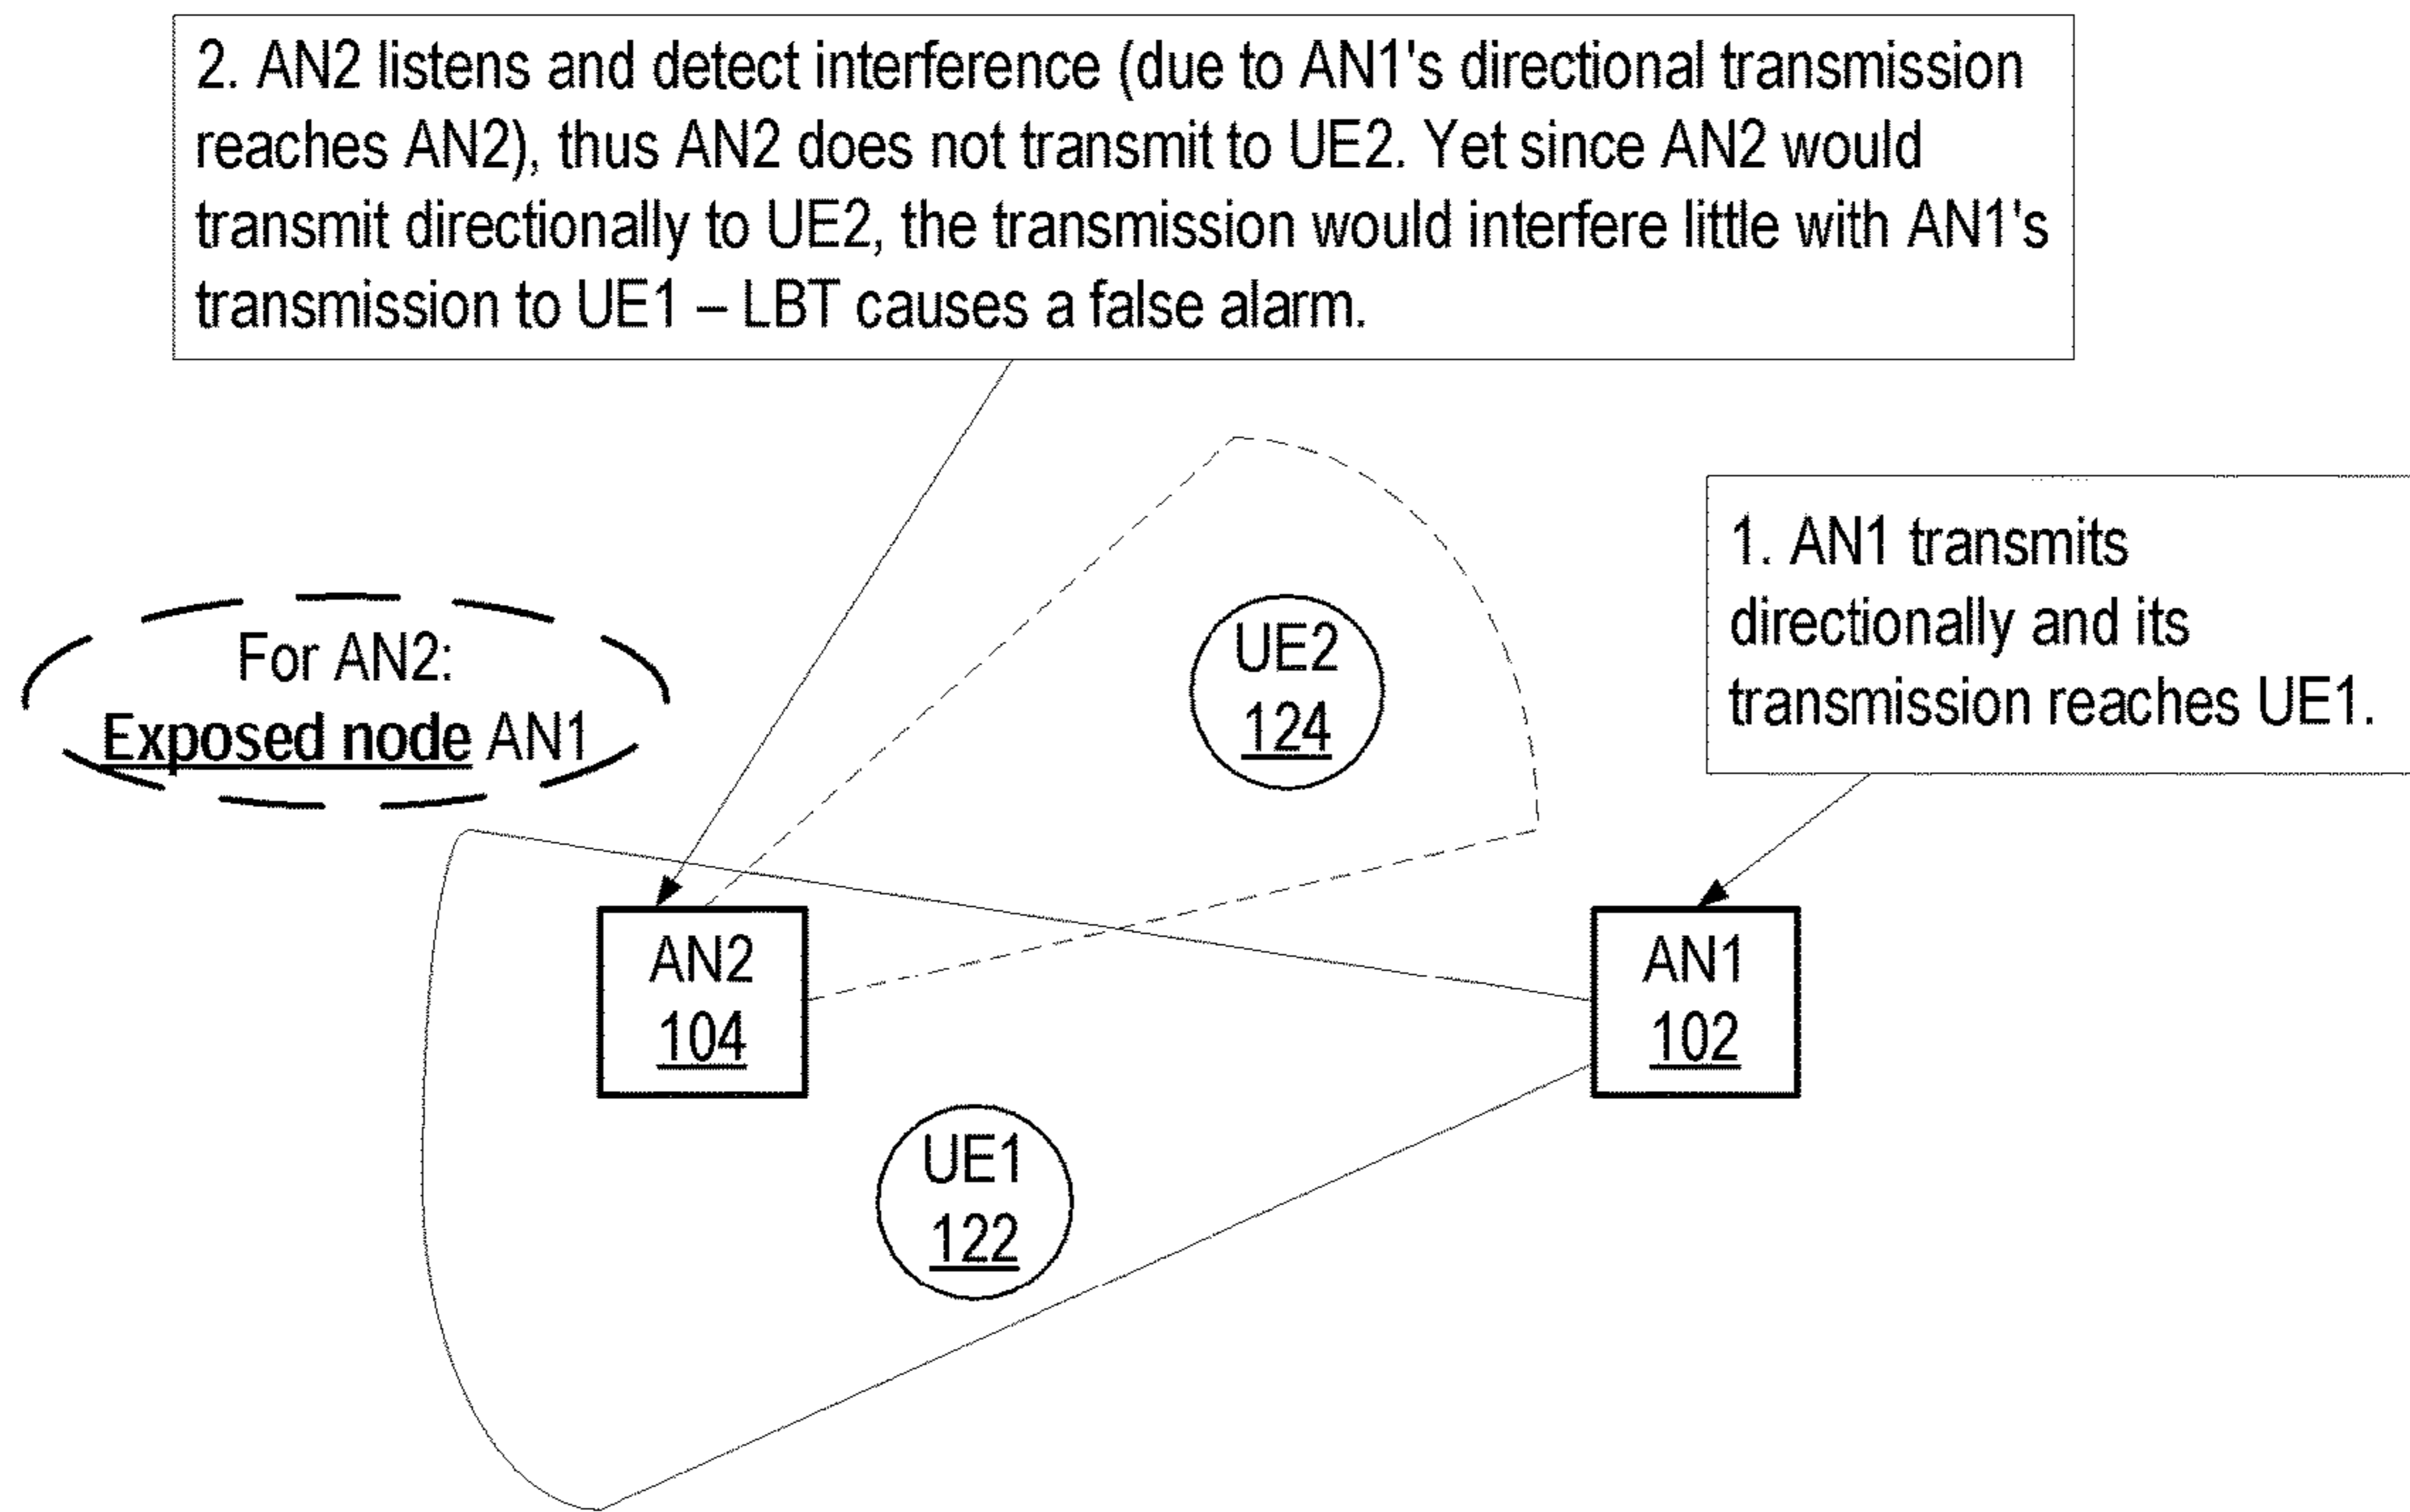 2. AN2 listens and detect interference (due to AN1's directional transmission
reaches AN2), thus AN2 does not transmit to UE2. Yet since AN2 would
transmit directionally to UE2, the transmission would interfere little with AN1's
transmission to UE1 – LBT causes a false alarm.
1. AN1 transmits
directionally and its
transmission reaches UE1.
For AN2:
Exposed node AN1
UE2
124
AN2
104
AN1
102
UE1
122